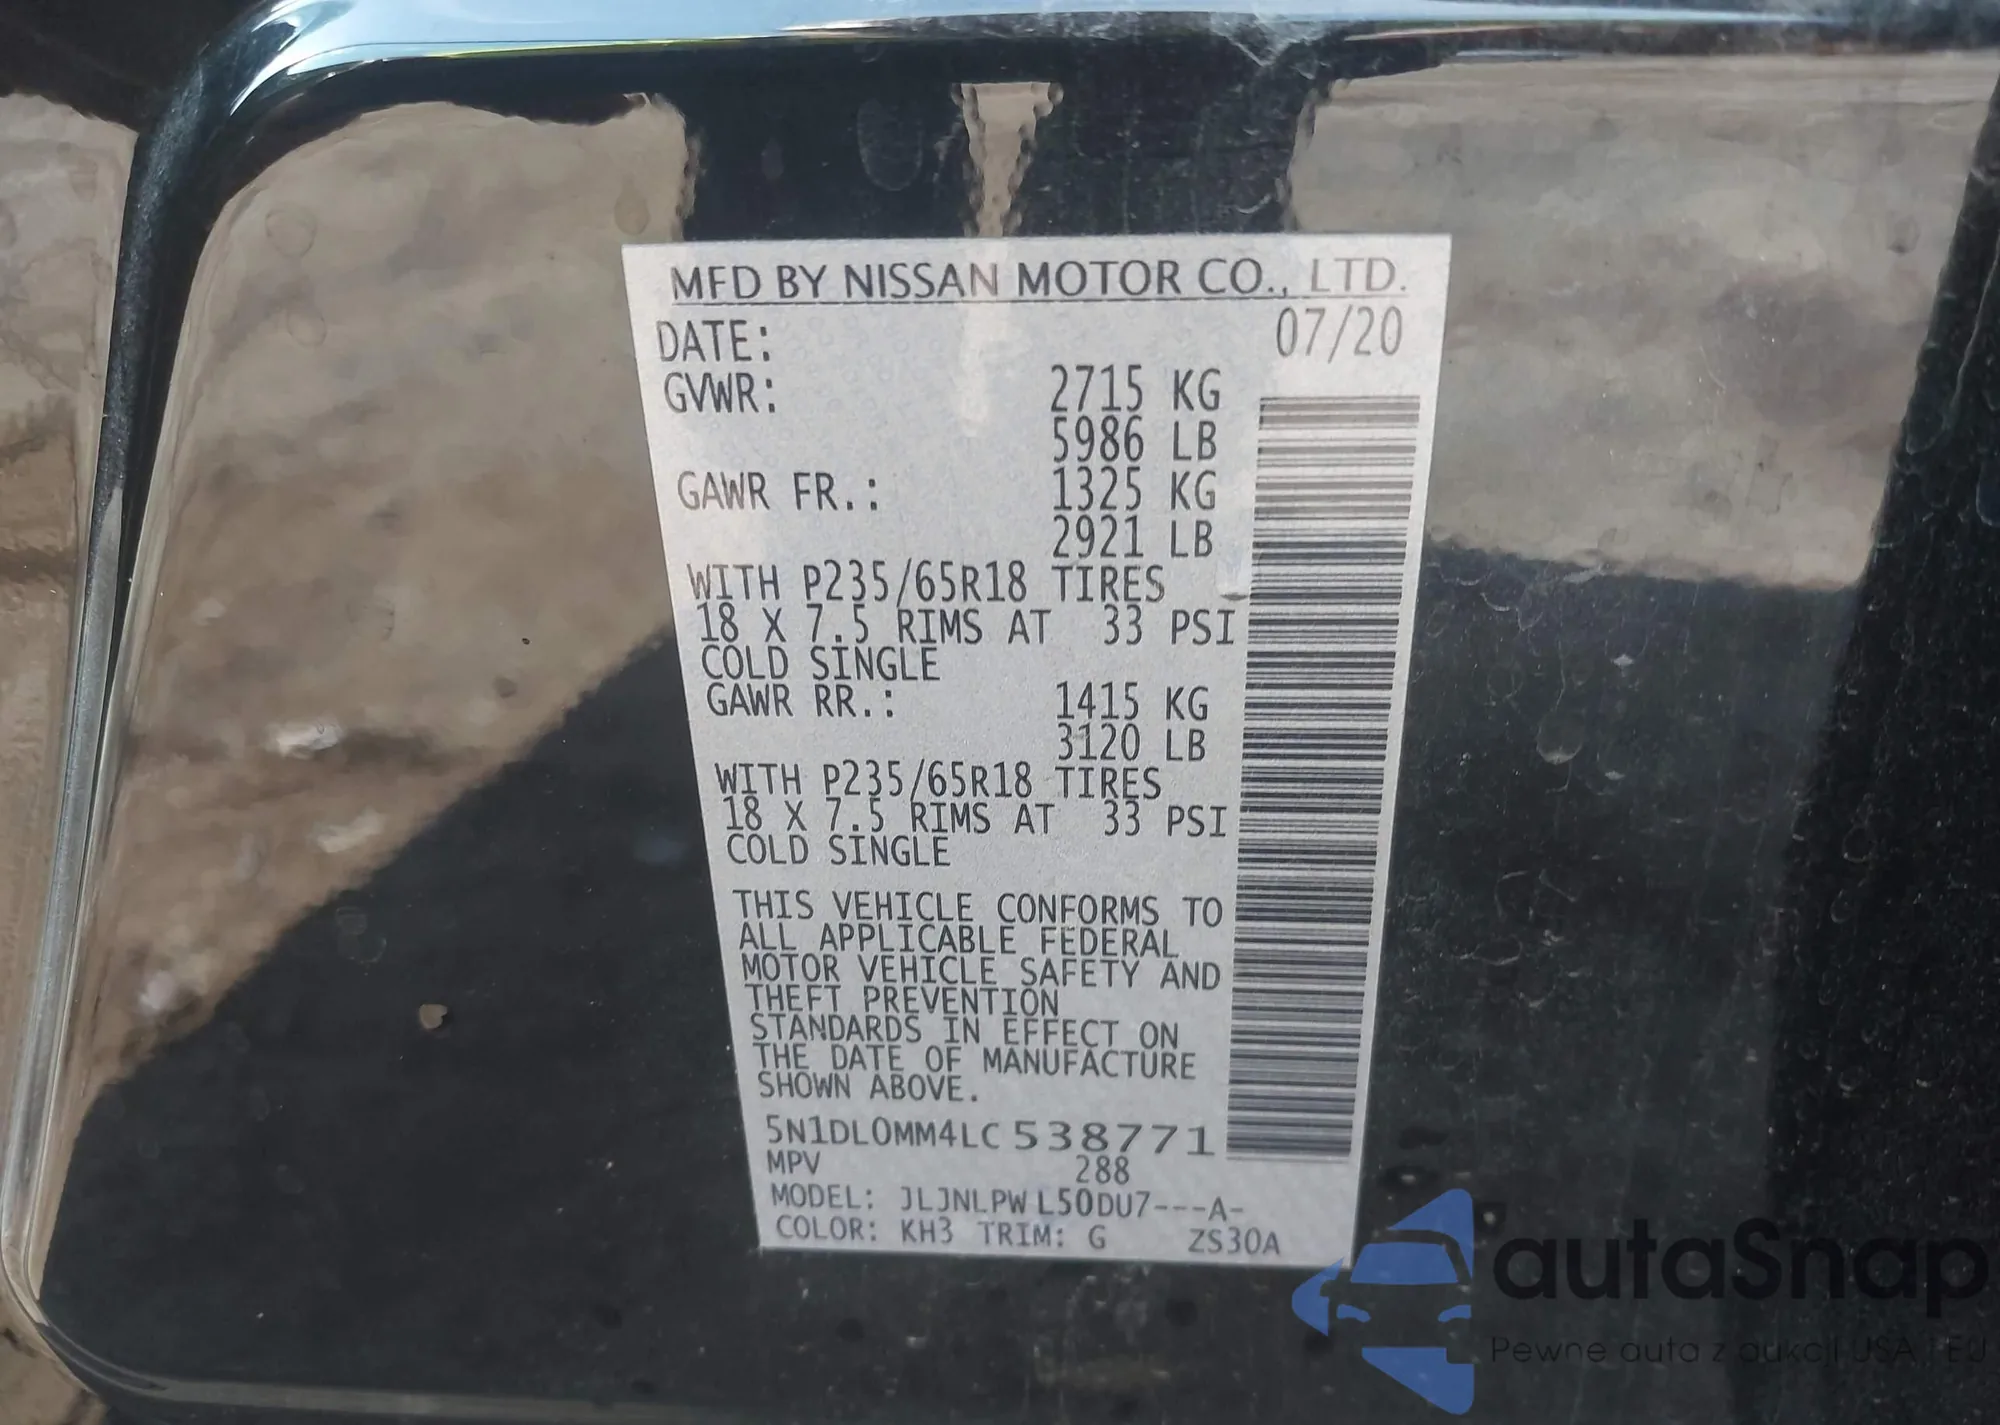 MFD BY NISSAN MOTOR CO., LTD.
DATE: 07/20
GVWR: 2715 KG
5986 LB
GAWR FR.: 1325 KG
2921 LB
WITH P235/65R18 TIRES
18 X 7.5 RIMS AT 33 PSI
COLD SINGLE
GAWR RR.: 1415 KG
3120 LB
WITH P235/65R18 TIRES
18 X 7.5 RIMS AT 33 PSI
COLD SINGLE
THIS VEHICLE CONFORMS TO
ALL APPLICABLE FEDERAL
MOTOR VEHICLE SAFETY AND
THEFT PREVENTION
STANDARDS IN EFFECT ON
THE DATE OF MANUFACTURE
SHOWN ABOVE.
5N1DL0MM4LC538771
MPV 288
MODEL: JLJNLPW L50DU7---A-
COLOR: KH3 TRIM: G ZS30A
autaSnap
Pewne auta z aukcji USA i EU